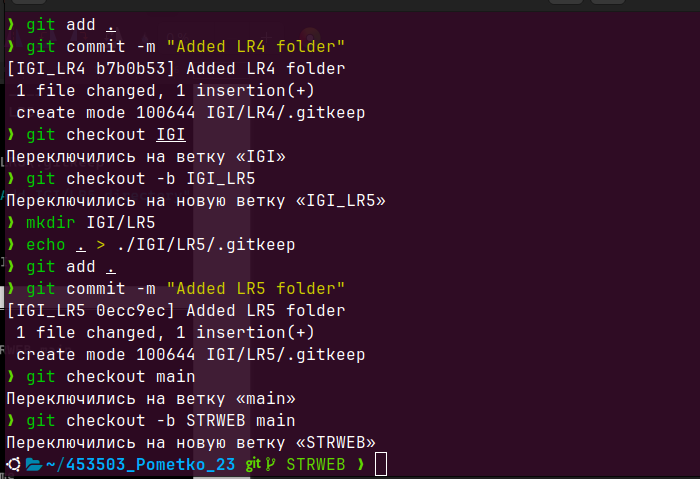 ❯ git add .
❯ git commit -m "Added LR4 folder"
[IGI_LR4 b7b0b53] Added LR4 folder
1 file changed, 1 insertion(+)
create mode 100644 IGI/LR4/.gitkeep
❯ git checkout IGI
Переключились на ветку «IGI»
❯ git checkout -b IGI_LR5
Переключились на новую ветку «IGI_LR5»
❯ mkdir IGI/LR5
❯ echo . > ./IGI/LR5/.gitkeep
❯ git add .
❯ git commit -m "Added LR5 folder"
[IGI_LR5 0ecc9ec] Added LR5 folder
1 file changed, 1 insertion(+)
create mode 100644 IGI/LR5/.gitkeep
❯ git checkout main
Переключились на ветку «main»
❯ git checkout -b STRWEB main
Переключились на новую ветку «STRWEB»
~/453503_Pometko_23 git STRWEB ❯